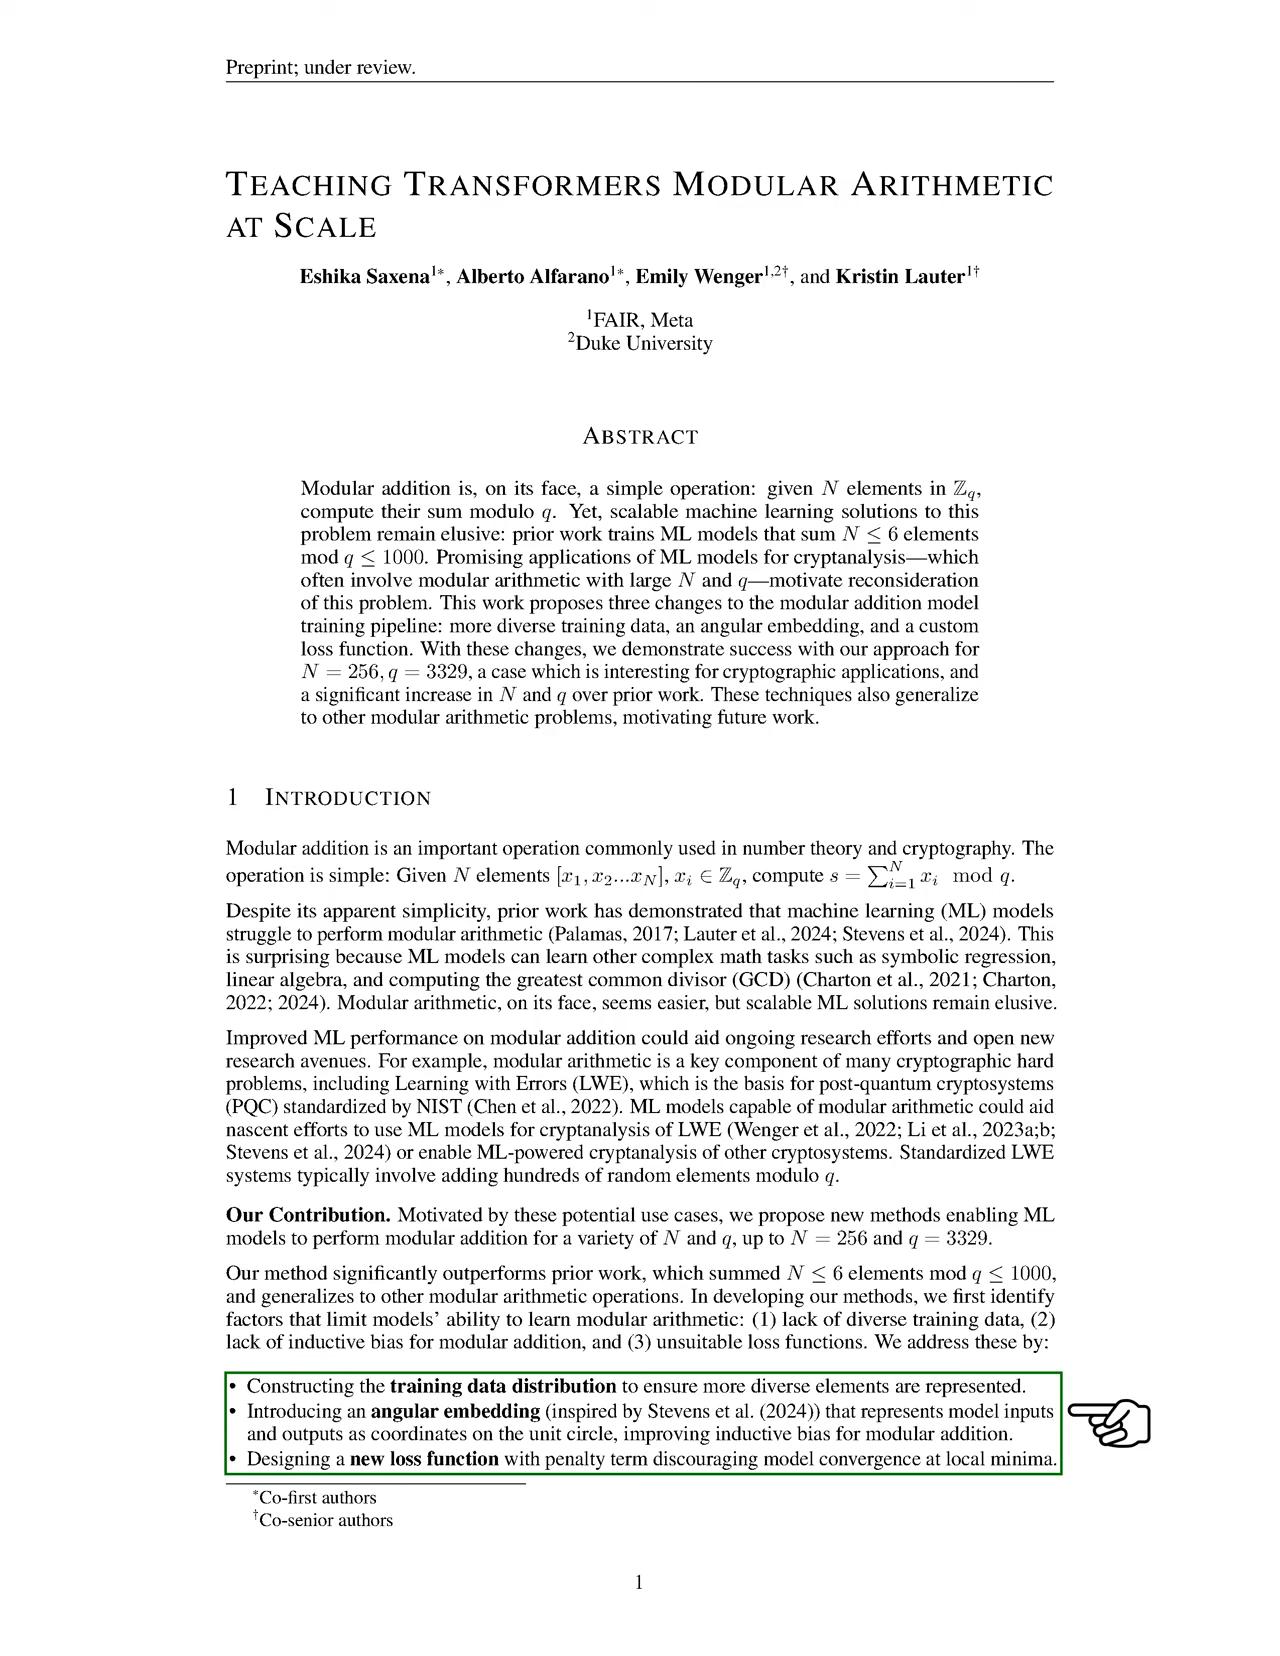 Preprint; under review.
TEACHING TRANSFORMERS MODULAR ARITHMETIC
AT SCALE
Eshika Saxena¹*, Alberto Alfarano¹*, Emily Wenger¹,²†, and Kristin Lauter¹†
¹FAIR, Meta
²Duke University
ABSTRACT
Modular addition is, on its face, a simple operation: given N elements in ℤq,
compute their sum modulo q. Yet, scalable machine learning solutions to this
problem remain elusive: prior work trains ML models that sum N ≤ 6 elements
mod q ≤ 1000. Promising applications of ML models for cryptanalysis—which
often involve modular arithmetic with large N and q—motivate reconsideration
of this problem. This work proposes three changes to the modular addition model
training pipeline: more diverse training data, an angular embedding, and a custom
loss function. With these changes, we demonstrate success with our approach for
N = 256, q = 3329, a case which is interesting for cryptographic applications, and
a significant increase in N and q over prior work. These techniques also generalize
to other modular arithmetic problems, motivating future work.
1 INTRODUCTION
Modular addition is an important operation commonly used in number theory and cryptography. The
operation is simple: Given N elements [x₁, x₂...x_N], xᵢ ∈ ℤq, compute s = ∑ᵢ₌₁ᴺ xᵢ mod q.
Despite its apparent simplicity, prior work has demonstrated that machine learning (ML) models
struggle to perform modular arithmetic (Palamas, 2017; Lauter et al., 2024; Stevens et al., 2024). This
is surprising because ML models can learn other complex math tasks such as symbolic regression,
linear algebra, and computing the greatest common divisor (GCD) (Charton et al., 2021; Charton,
2022; 2024). Modular arithmetic, on its face, seems easier, but scalable ML solutions remain elusive.
Improved ML performance on modular addition could aid ongoing research efforts and open new
research avenues. For example, modular arithmetic is a key component of many cryptographic hard
problems, including Learning with Errors (LWE), which is the basis for post-quantum cryptosystems
(PQC) standardized by NIST (Chen et al., 2022). ML models capable of modular arithmetic could aid
nascent efforts to use ML models for cryptanalysis of LWE (Wenger et al., 2022; Li et al., 2023a;b;
Stevens et al., 2024) or enable ML-powered cryptanalysis of other cryptosystems. Standardized LWE
systems typically involve adding hundreds of random elements modulo q.
Our Contribution. Motivated by these potential use cases, we propose new methods enabling ML
models to perform modular addition for a variety of N and q, up to N = 256 and q = 3329.
Our method significantly outperforms prior work, which summed N ≤ 6 elements mod q ≤ 1000,
and generalizes to other modular arithmetic operations. In developing our methods, we first identify
factors that limit models' ability to learn modular arithmetic: (1) lack of diverse training data, (2)
lack of inductive bias for modular addition, and (3) unsuitable loss functions. We address these by:
• Constructing the training data distribution to ensure more diverse elements are represented.
• Introducing an angular embedding (inspired by Stevens et al. (2024)) that represents model inputs
and outputs as coordinates on the unit circle, improving inductive bias for modular addition.
• Designing a new loss function with penalty term discouraging model convergence at local minima.
*Co-first authors
†Co-senior authors
1